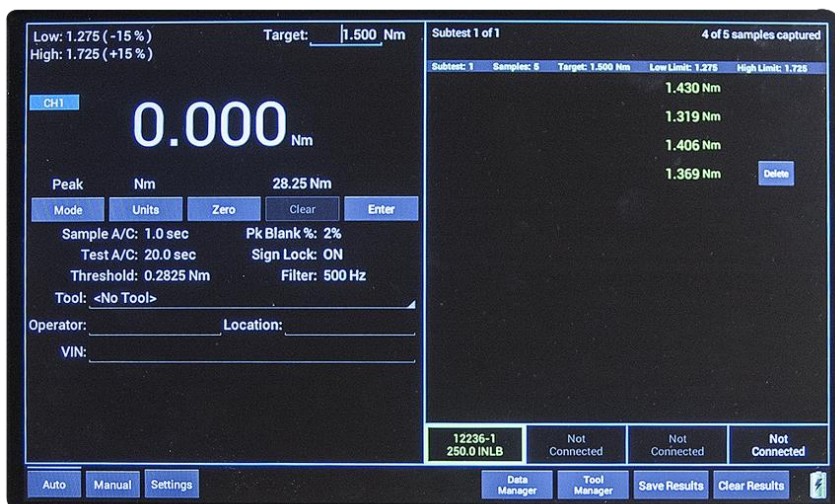 Low: 1.275 (-15 %)
High: 1.725 (+15 %)
Target: 1.500 Nm
CH1
0.000 Nm
Peak Nm 28.25 Nm
Mode Units Zero Clear Enter
Sample A/C: 1.0 sec Pk Blank %: 2%
Test A/C: 20.0 sec Sign Lock: ON
Threshold: 0.2825 Nm Filter: 500 Hz
Tool: <No Tool>
Operator: Location:
VIN:
Subtest 1 of 1 4 of 5 samples captured
Subtest: 1 Samples: 5 Target: 1.500 Nm Low Limit: 1.275 High Limit: 1.725
1.430 Nm
1.319 Nm
1.406 Nm
1.369 Nm Delete
12236-1
250.0 INLB
Not
Connected
Not
Connected
Not
Connected
Auto Manual Settings
Data
Manager
Tool
Manager
Save Results
Clear Results